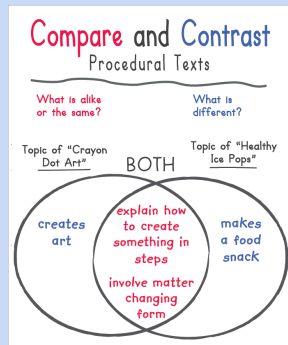 Compare and Contrast
Procedural Texts
What is alike
or the same?
What is
different?
Topic of "Crayon
Dot Art"
BOTH
Topic of "Healthy
Ice Pops"
creates
art
explain how
to create
something in
steps
involve matter
changing
form
makes
a food
snack